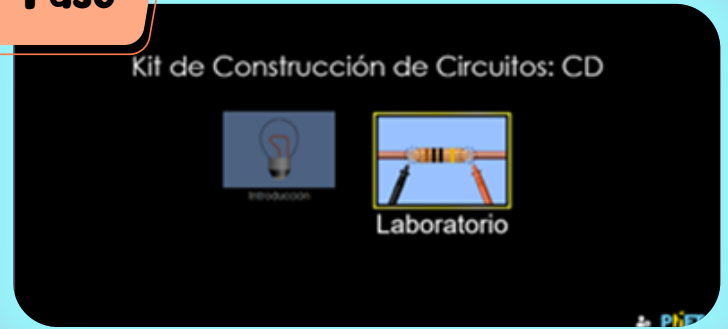 Paso
Kit de Construcción de Circuitos: CD
Introducción
Laboratorio
PhET